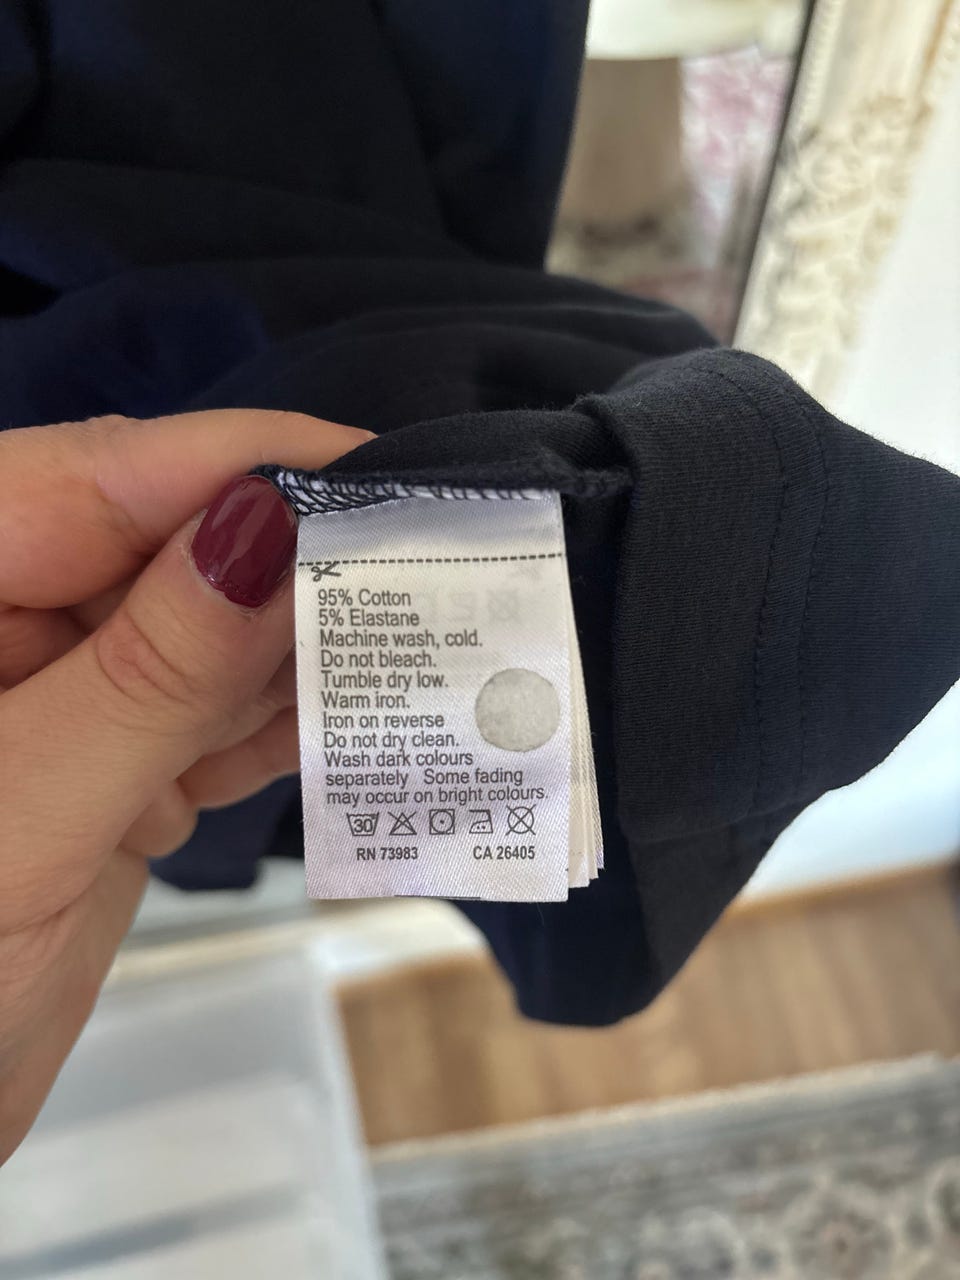 95% Cotton
5% Elastane
Machine wash, cold.
Do not bleach.
Tumble dry low.
Warm iron.
Iron on reverse
Do not dry clean.
Wash dark colours
separately Some fading
may occur on bright colours.
30
RN 73983 CA 26405